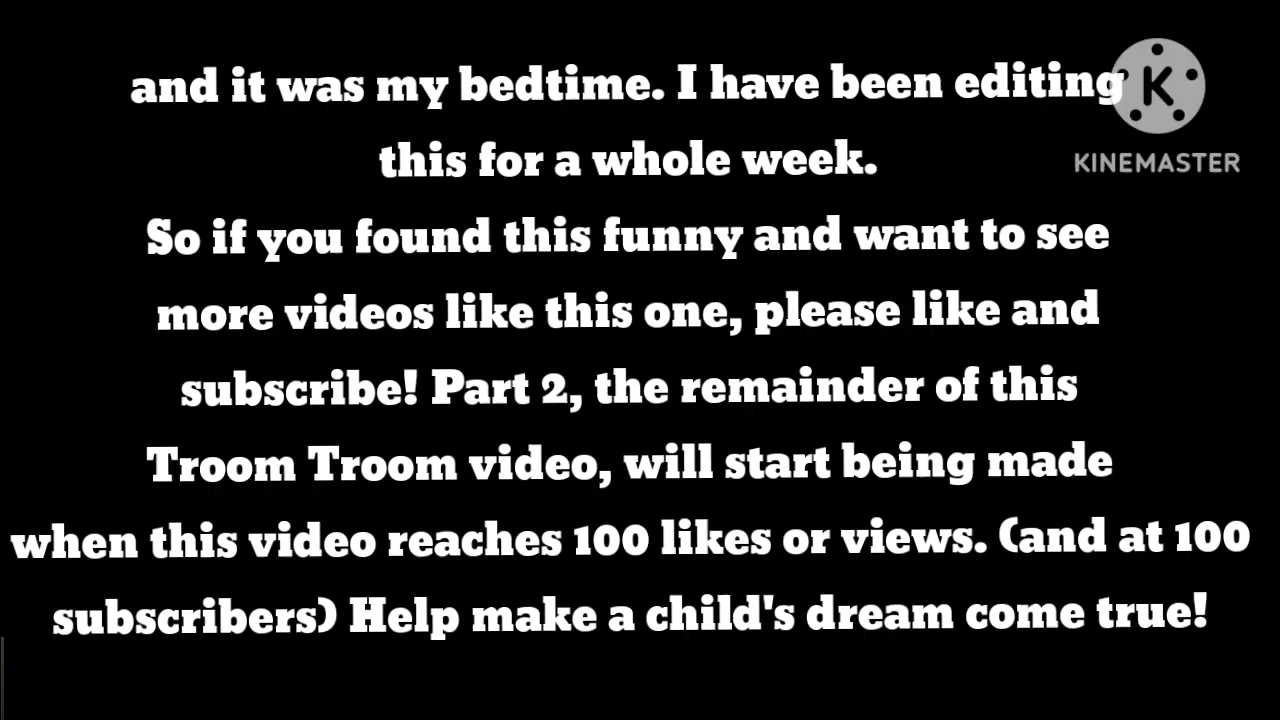 and it was my bedtime. I have been editing
K
KINEMASTER
this for a whole week.
So if you found this funny and want to see
more videos like this one, please like and
subscribe! Part 2, the remainder of this
Troom Troom video, will start being made
when this video reaches 100 likes or views. (and at 100
subscribers) Help make a child's dream come true!